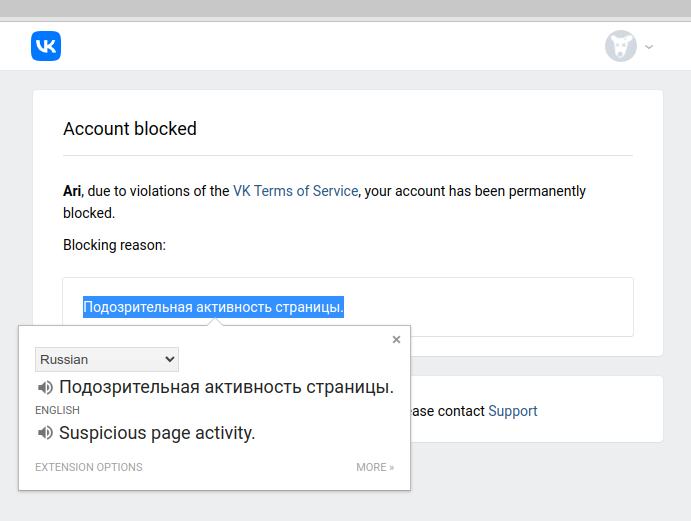 VK
Account blocked
Ari, due to violations of the VK Terms of Service, your account has been permanently
blocked.
Blocking reason:
Подозрительная активность страницы.
×
Russian
Подозрительная активность страницы.
ENGLISH
Suspicious page activity.
EXTENSION OPTIONS
MORE »
contact Support